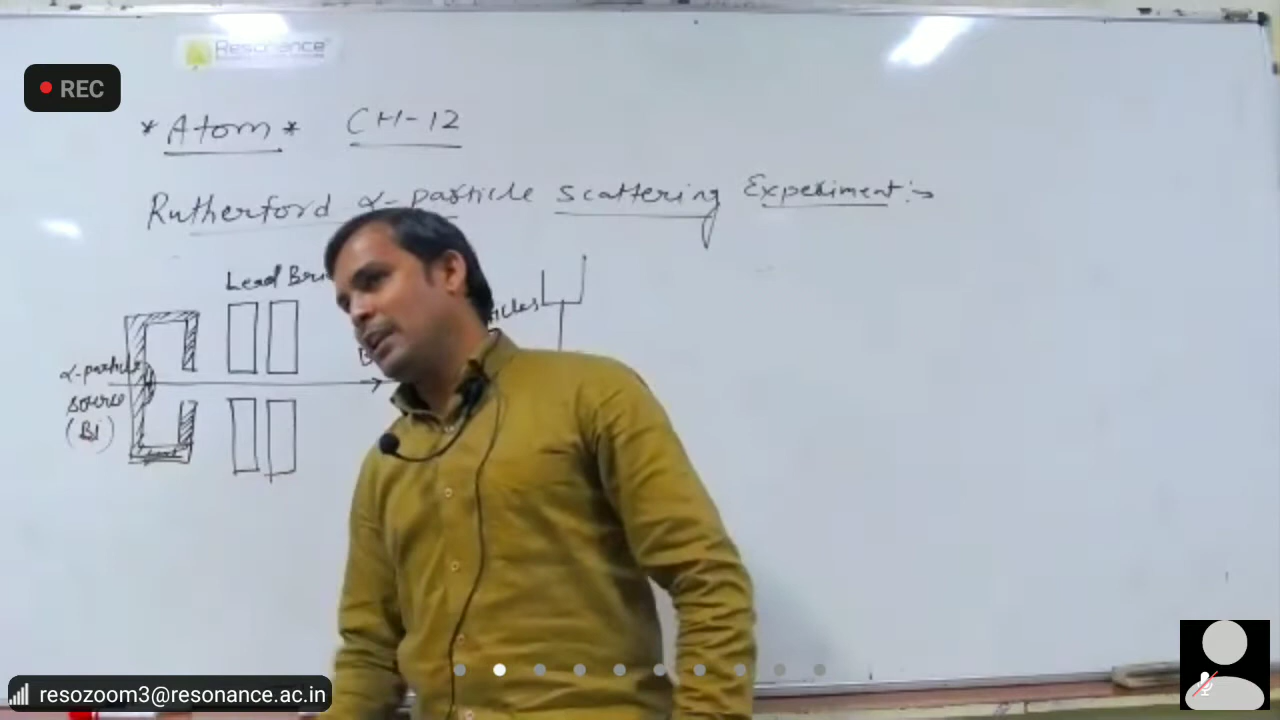 Resonance
REC
*Atom* CH-12
Rutherford α-particle scattering Experiment:→
Lead Bri
icles
α-particle
source
(Bi)
resozoom3@resonance.ac.in